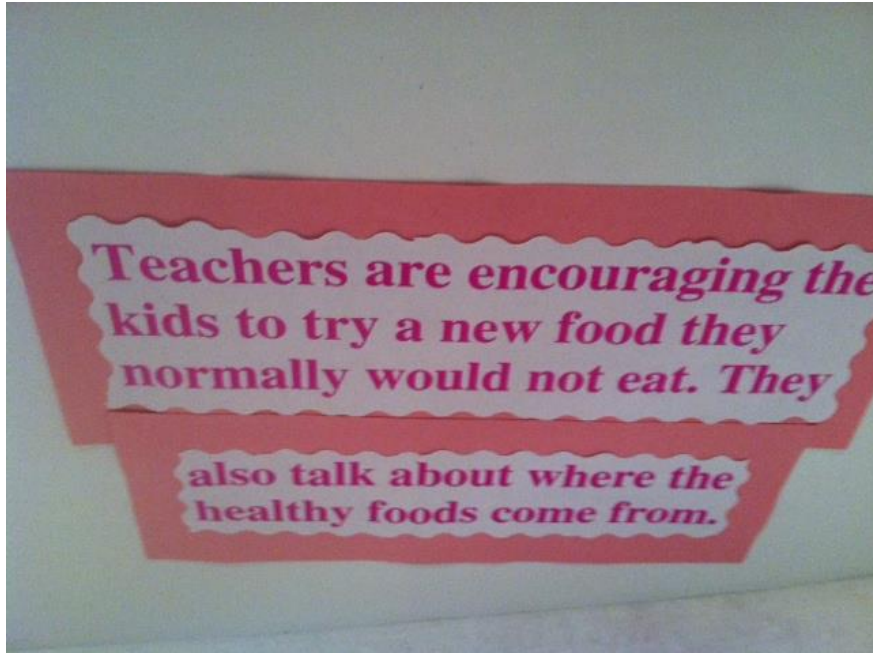 Teachers are encouraging the
kids to try a new food they
normally would not eat. They
also talk about where the
healthy foods come from.